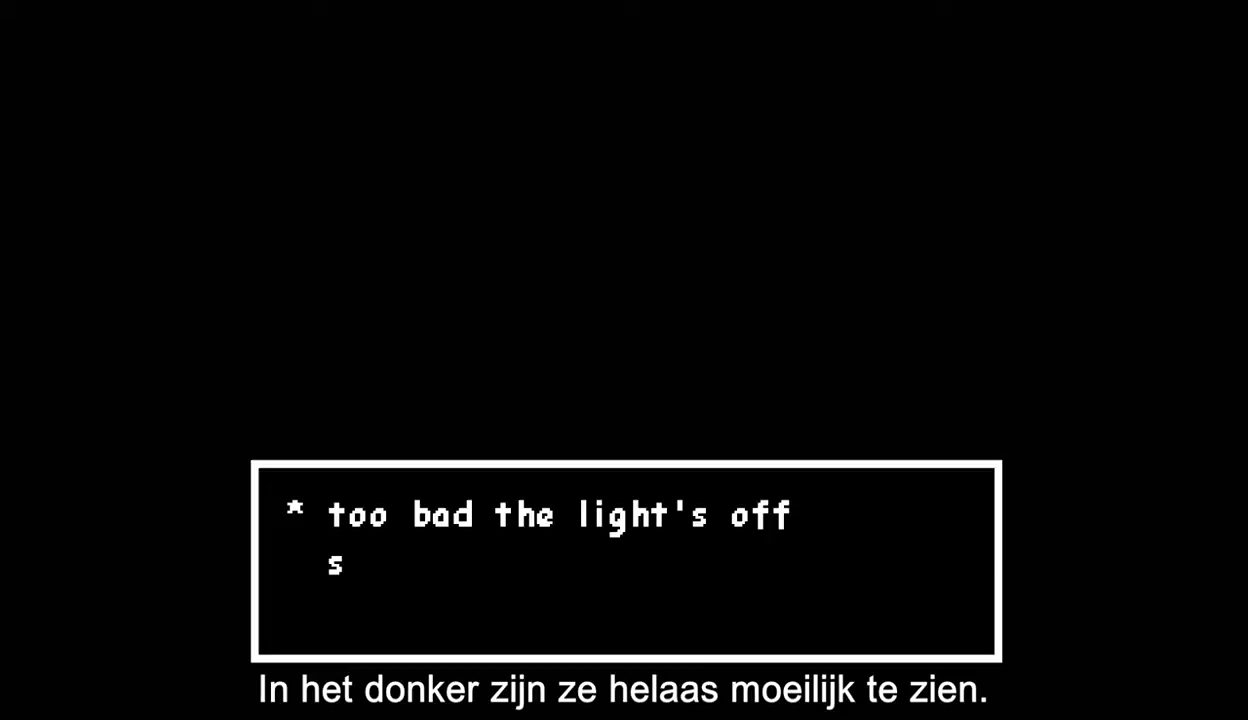 * too bad the light's off
s
In het donker zijn ze helaas moeilijk te zien.